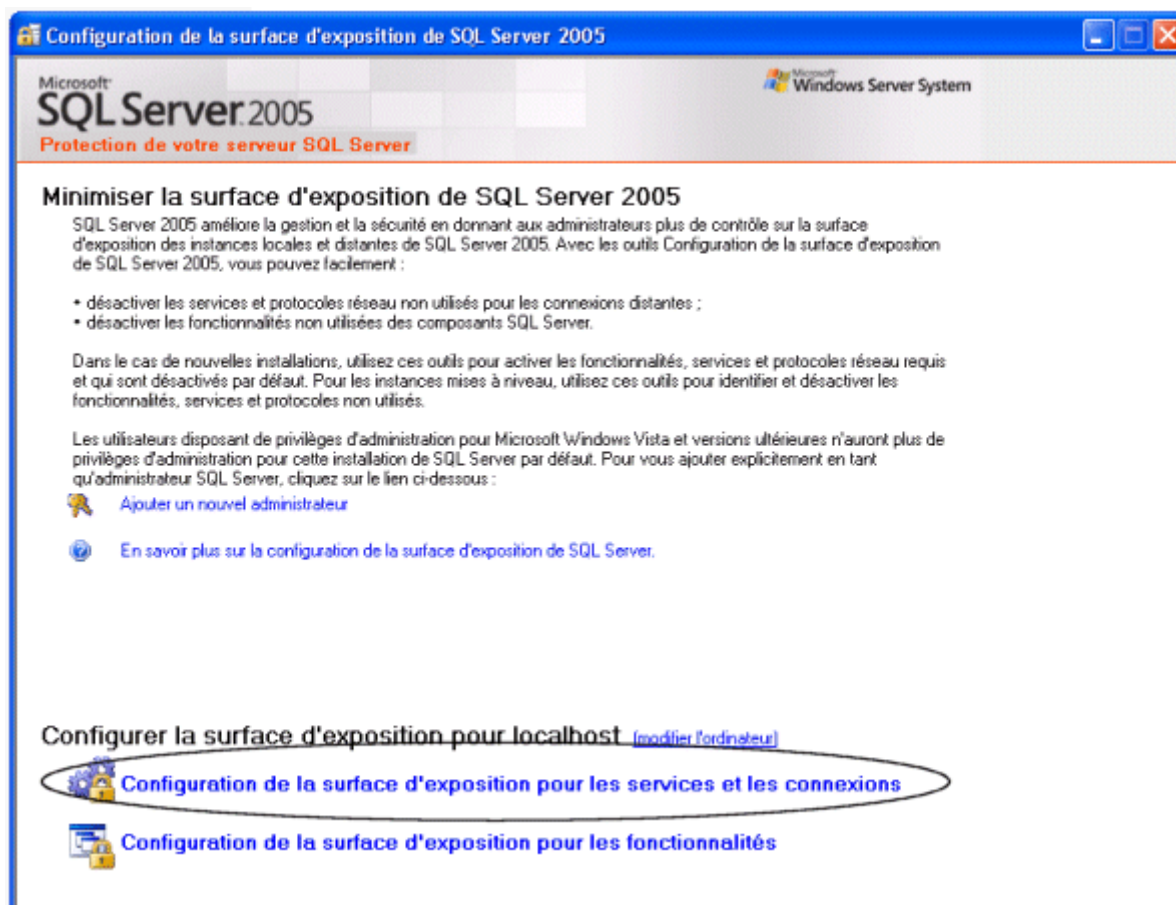 Configuration de la surface d'exposition de SQL Server 2005
Microsoft
SQL Server 2005
Microsoft
Windows Server System
Protection de votre serveur SQL Server
Minimiser la surface d'exposition de SQL Server 2005
SQL Server 2005 améliore la gestion et la sécurité en donnant aux administrateurs plus de contrôle sur la surface
d'exposition des instances locales et distantes de SQL Server 2005. Avec les outils Configuration de la surface d'exposition
de SQL Server 2005, vous pouvez facilement :
• désactiver les services et protocoles réseau non utilisés pour les connexions distantes ;
• désactiver les fonctionnalités non utilisées des composants SQL Server.
Dans le cas de nouvelles installations, utilisez ces outils pour activer les fonctionnalités, services et protocoles réseau requis
et qui sont désactivés par défaut. Pour les instances mises à niveau, utilisez ces outils pour identifier et désactiver les
fonctionnalités, services et protocoles non utilisés.
Les utilisateurs disposant de privilèges d'administration pour Microsoft Windows Vista et versions ultérieures n'auront plus de
privilèges d'administration pour cette installation de SQL Server par défaut. Pour vous ajouter explicitement en tant
qu'administrateur SQL Server, cliquez sur le lien ci-dessous :
Ajouter un nouvel administrateur
En savoir plus sur la configuration de la surface d'exposition de SQL Server.
Configurer la surface d'exposition pour localhost (modifier l'ordinateur)
Configuration de la surface d'exposition pour les services et les connexions
Configuration de la surface d'exposition pour les fonctionnalités